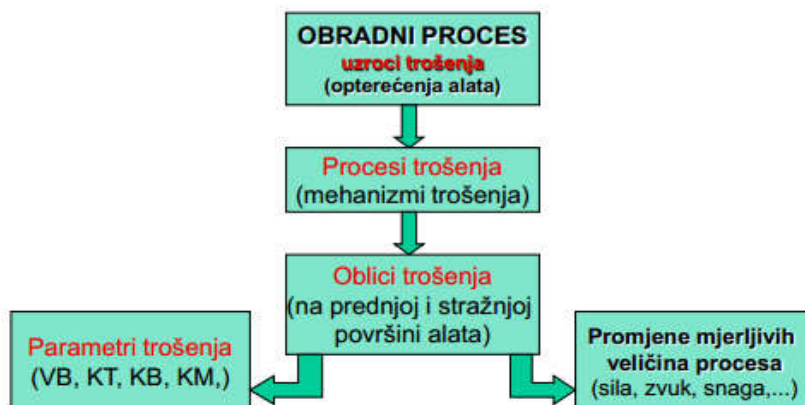 OBRADNI PROCES
uzroci trošenja
(opterećenja alata)
Procesi trošenja
(mehanizmi trošenja)
Oblici trošenja
(na prednjoj i stražnjoj
površini alata)
Parametri trošenja
(VB, KT, KB, KM,)
Promjene mjerljivih
veličina procesa
(sila, zvuk, snaga,...)